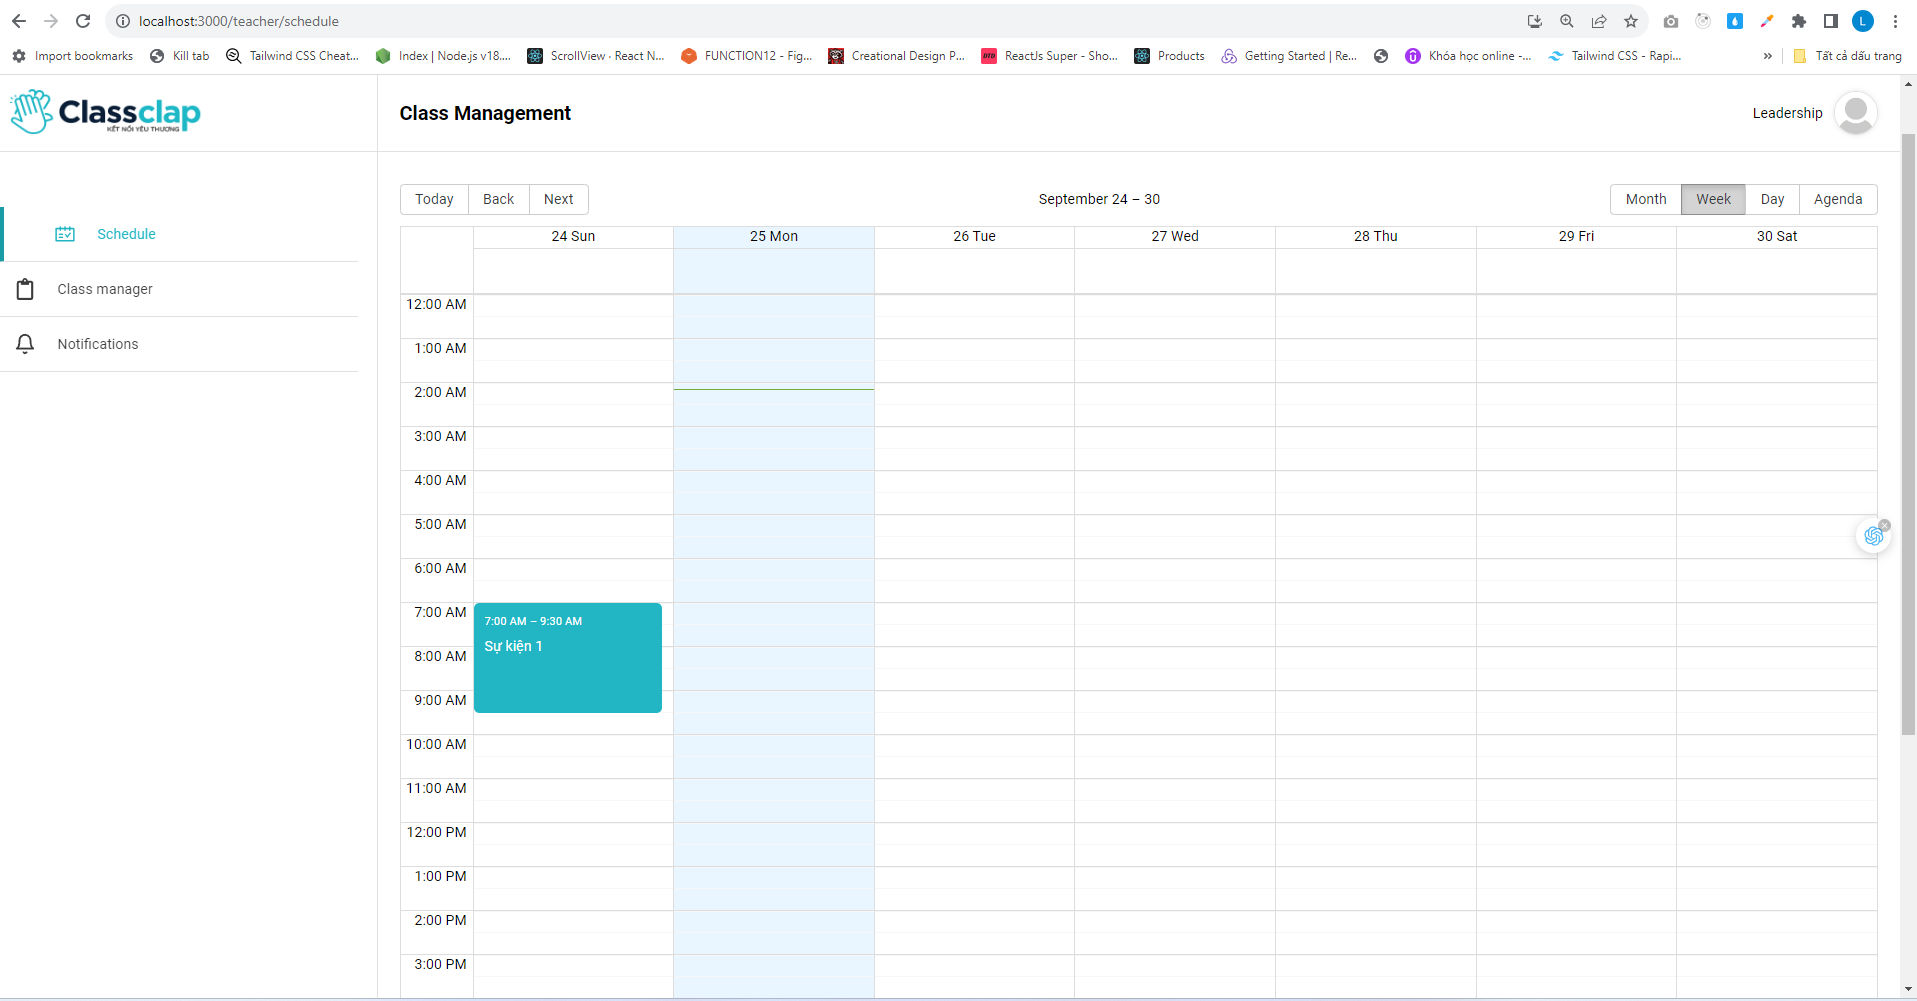 localhost:3000/teacher/schedule
L
Import bookmarks
Kill tab
Tailwind CSS Cheat...
Index | Node.js v18....
ScrollView · React N...
FUNCTION12 - Fig...
Creational Design P...
ReactJs Super - Sho...
Products
Getting Started | Re...
Khóa học online -...
Tailwind CSS - Rapi...
»
Tất cả dấu trang
Classclap
KẾT NỐI YÊU THƯƠNG
Class Management
Leadership
Schedule
Class manager
Notifications
Today Back Next
September 24 – 30
Month Week Day Agenda
24 Sun 25 Mon 26 Tue 27 Wed 28 Thu 29 Fri 30 Sat
12:00 AM
1:00 AM
2:00 AM
3:00 AM
4:00 AM
5:00 AM
6:00 AM
7:00 AM
7:00 AM – 9:30 AM
Sự kiện 1
8:00 AM
9:00 AM
10:00 AM
11:00 AM
12:00 PM
1:00 PM
2:00 PM
3:00 PM